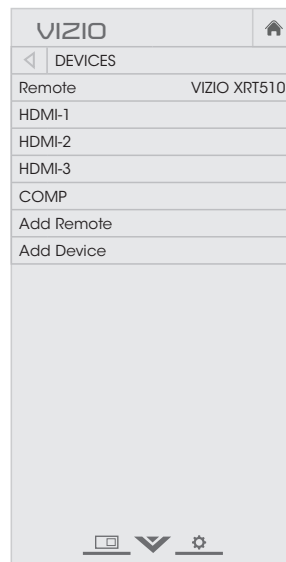 VIZIO
DEVICES
Remote VIZIO XRT510
HDMI-1
HDMI-2
HDMI-3
COMP
Add Remote
Add Device